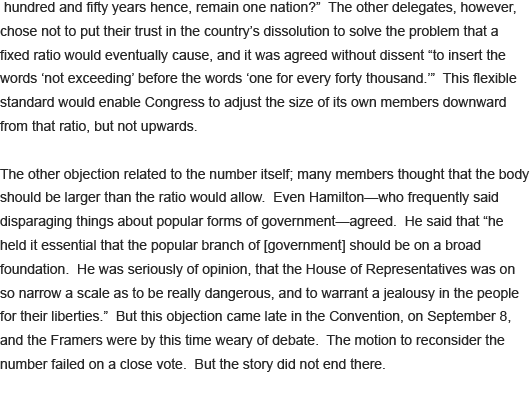 hundred and fifty years hence, remain one nation?”  The other delegates, however,
chose not to put their trust in the country’s dissolution to solve the problem that a
fixed ratio would eventually cause, and it was agreed without dissent “to insert the
words ‘not exceeding’ before the words ‘one for every forty thousand.’”  This flexible
standard would enable Congress to adjust the size of its own members downward
from that ratio, but not upwards.

The other objection related to the number itself; many members thought that the body
should be larger than the ratio would allow.  Even Hamilton—who frequently said
disparaging things about popular forms of government—agreed.  He said that “he
held it essential that the popular branch of [government] should be on a broad
foundation.  He was seriously of opinion, that the House of Representatives was on
so narrow a scale as to be really dangerous, and to warrant a jealousy in the people
for their liberties.”  But this objection came late in the Convention, on September 8,
and the Framers were by this time weary of debate.  The motion to reconsider the
number failed on a close vote.  But the story did not end there.